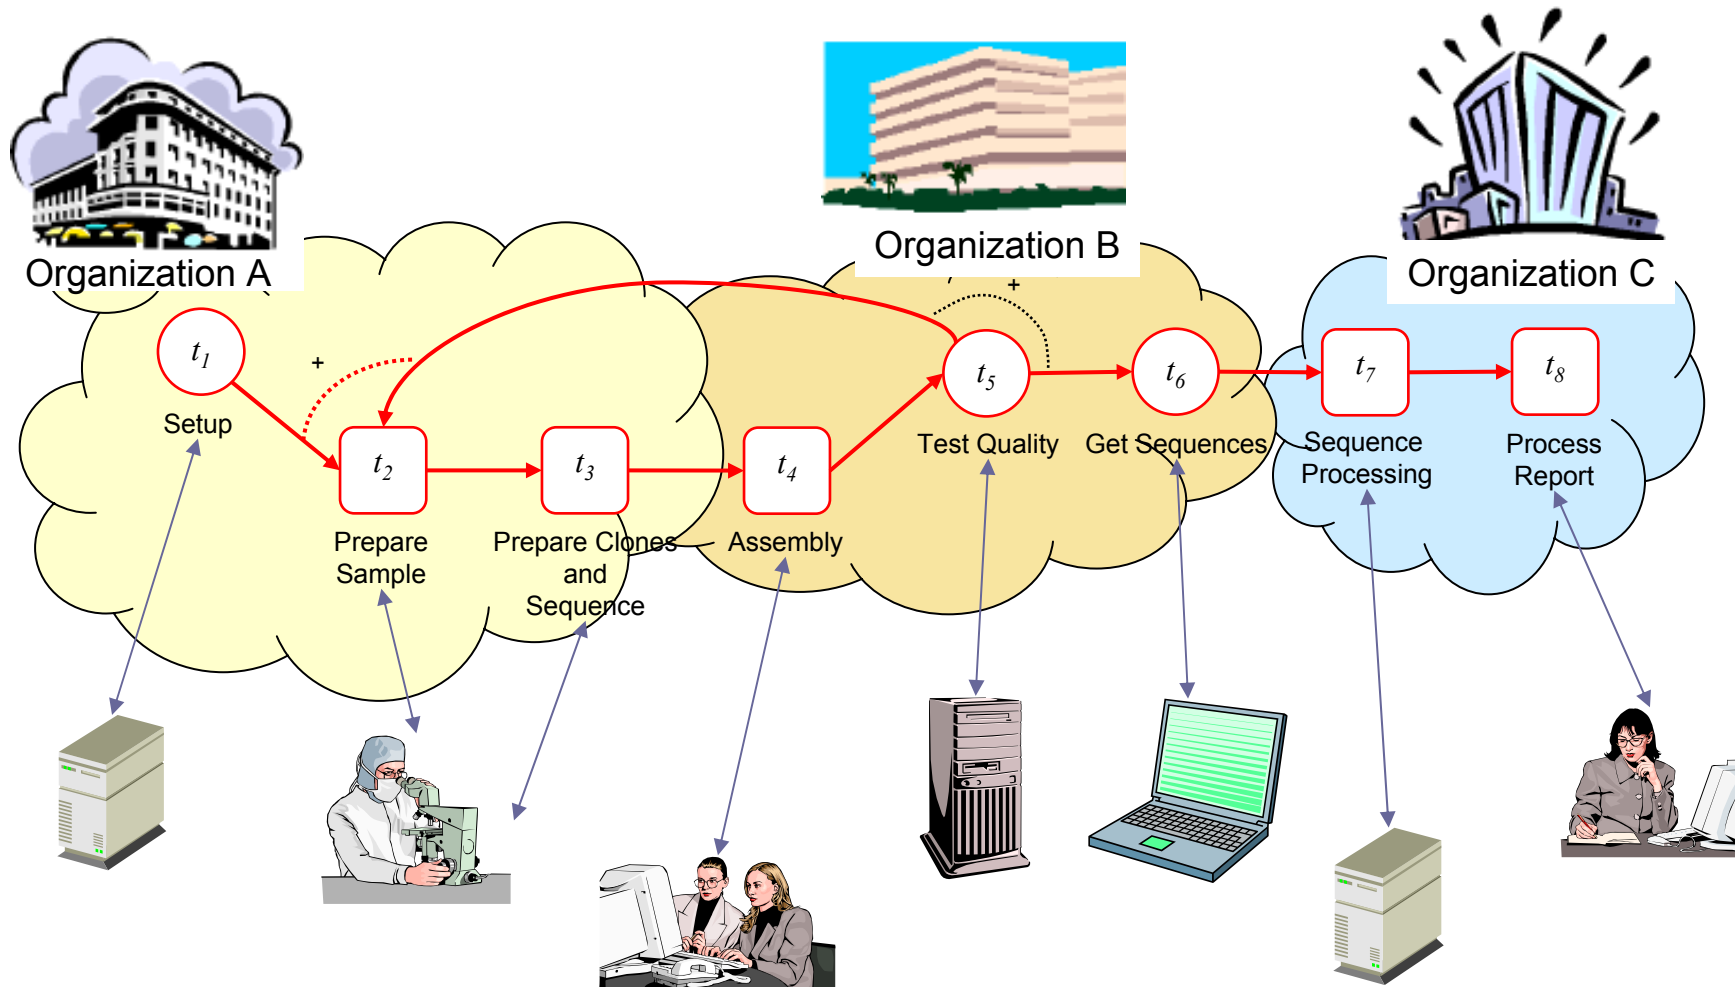 Organization A
Organization B
Organization C
+
+
t1
t5
t6
t7
t8
Setup
Test Quality
Get Sequences
Sequence
Processing
Process
Report
t2
t3
t4
Prepare
Sample
Prepare Clones
and
Sequence
Assembly